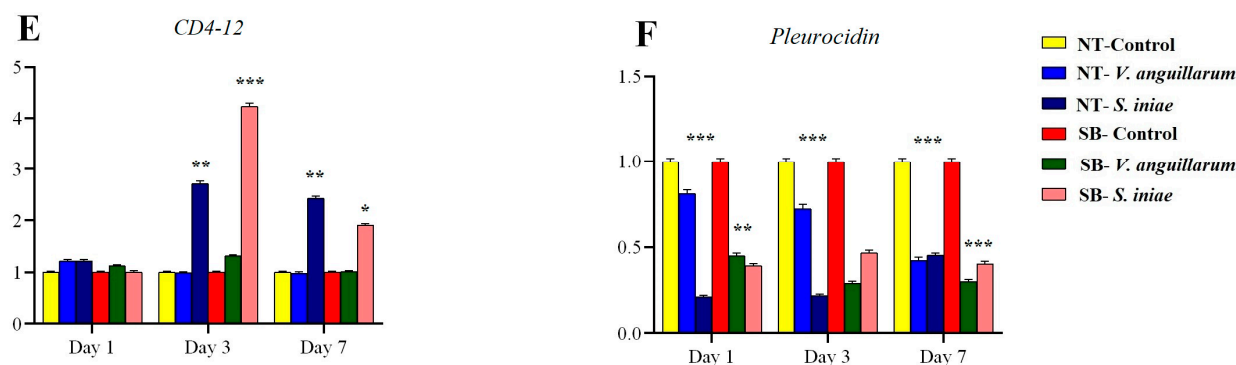 E
CD4-12
5
4
3
2
1
0
***
**
**
*
Day 1
Day 3
Day 7
F
Pleurocidin
1.5
1.0
0.5
0.0
***
***
***
**
***
Day 1
Day 3
Day 7
NT-Control
NT- V. anguillarum
NT- S. iniae
SB- Control
SB- V. anguillarum
SB- S. iniae